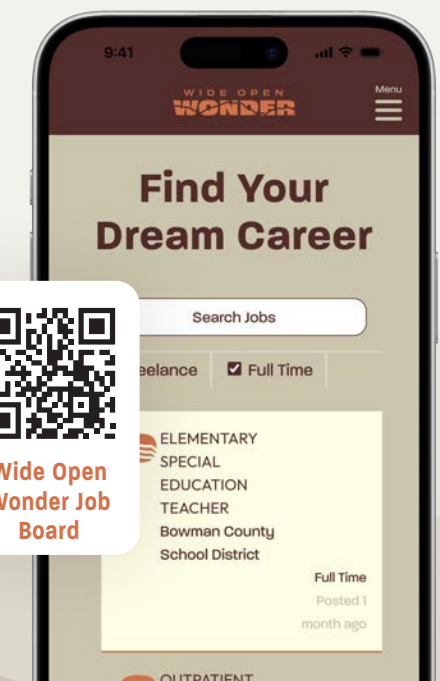 9:41
WIDE OPEN
WONDER
Menu
Find Your
Dream Career
Search Jobs
eelance
Full Time
Wide Open
Wonder Job
Board
ELEMENTARY
SPECIAL
EDUCATION
TEACHER
Bowman County
School District
Full Time
Posted 1
month ago
OUTPATIENT